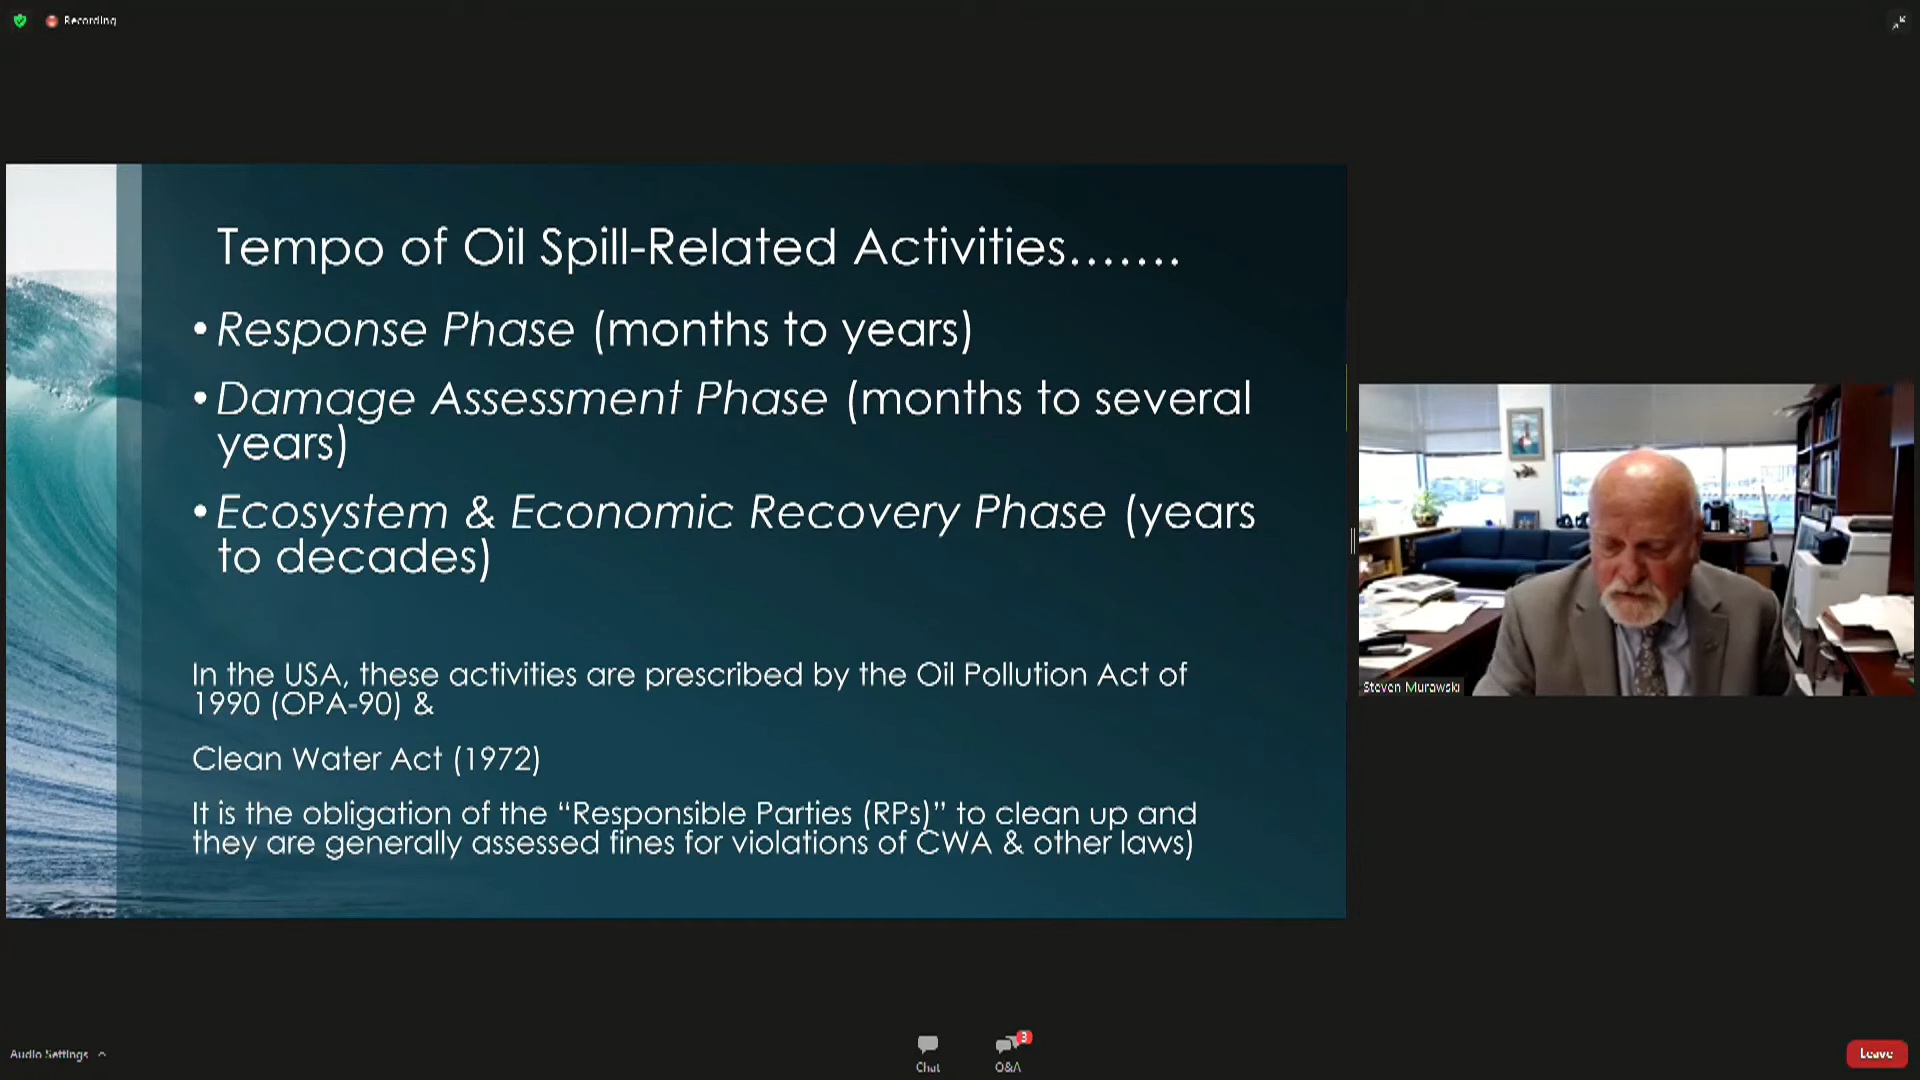 Recording
Tempo of Oil Spill-Related Activities.......
•Response Phase (months to years)
•Damage Assessment Phase (months to several
years)
•Ecosystem & Economic Recovery Phase (years
to decades)
In the USA, these activities are prescribed by the Oil Pollution Act of
1990 (OPA-90) &
Clean Water Act (1972)
It is the obligation of the “Responsible Parties (RPs)” to clean up and
they are generally assessed fines for violations of CWA & other laws)
Steven Murawski
Audio Settings
Chat
3
Q&A
Leave